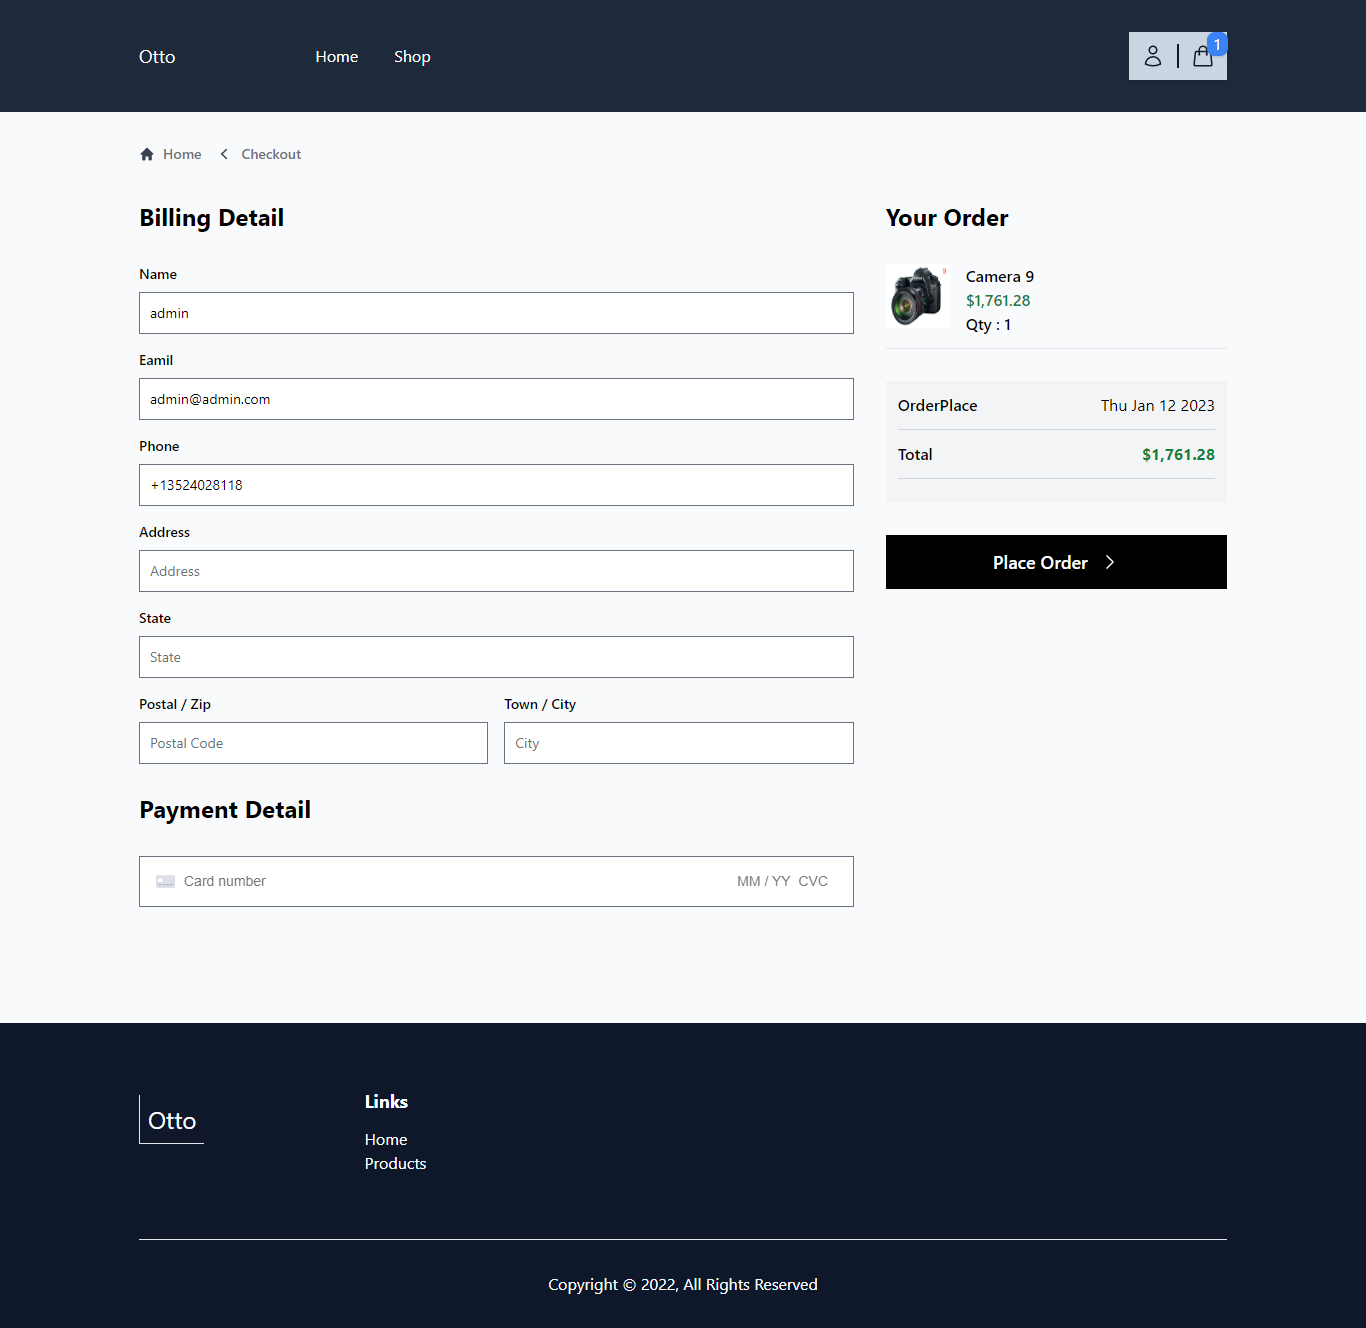 Otto
Home
Shop
1
Home
Checkout
Billing Detail
Name
admin
Eamil
admin@admin.com
Phone
+13524028118
Address
Address
State
State
Postal / Zip
Town / City
Postal Code
City
Payment Detail
Card number
MM / YY CVC
Your Order
9
Camera 9
$1,761.28
Qty : 1
OrderPlace
Thu Jan 12 2023
Total
$1,761.28
Place Order
Otto
Links
Home
Products
Copyright © 2022, All Rights Reserved